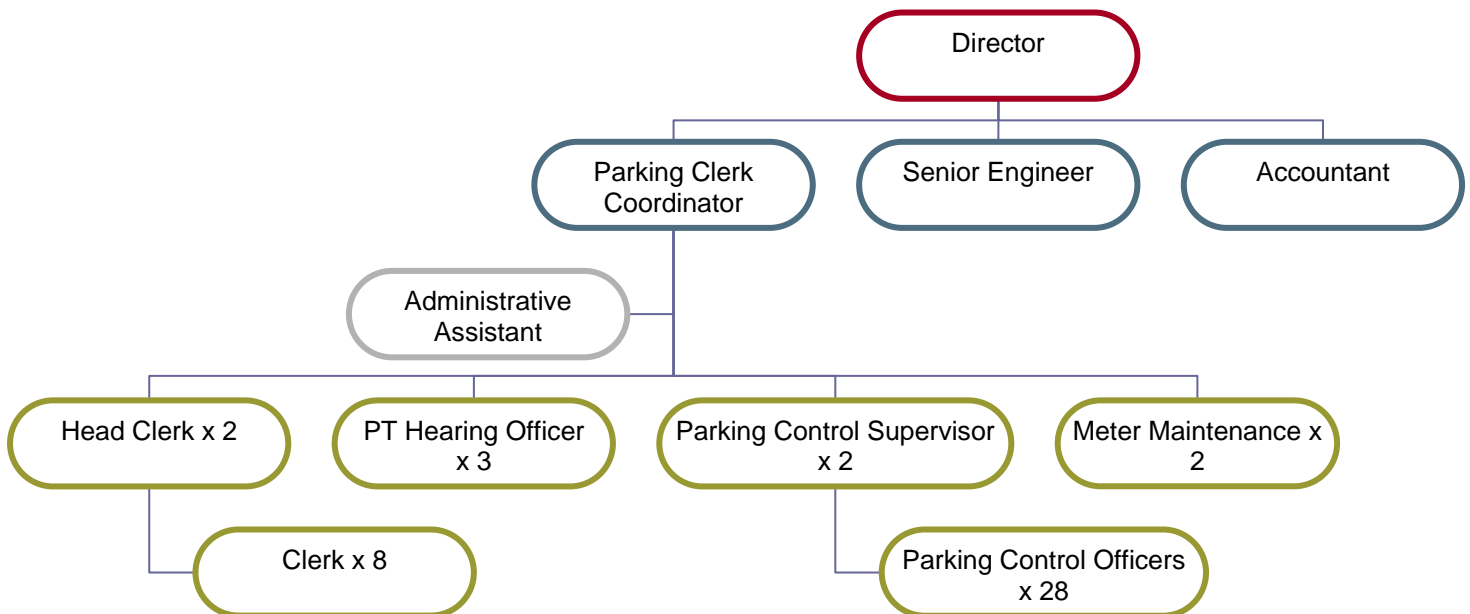 Director
Parking Clerk
Coordinator
Senior Engineer
Accountant
Administrative
Assistant
Head Clerk x 2
PT Hearing Officer
x 3
Parking Control Supervisor
x 2
Meter Maintenance x
2
Clerk x 8
Parking Control Officers
x 28